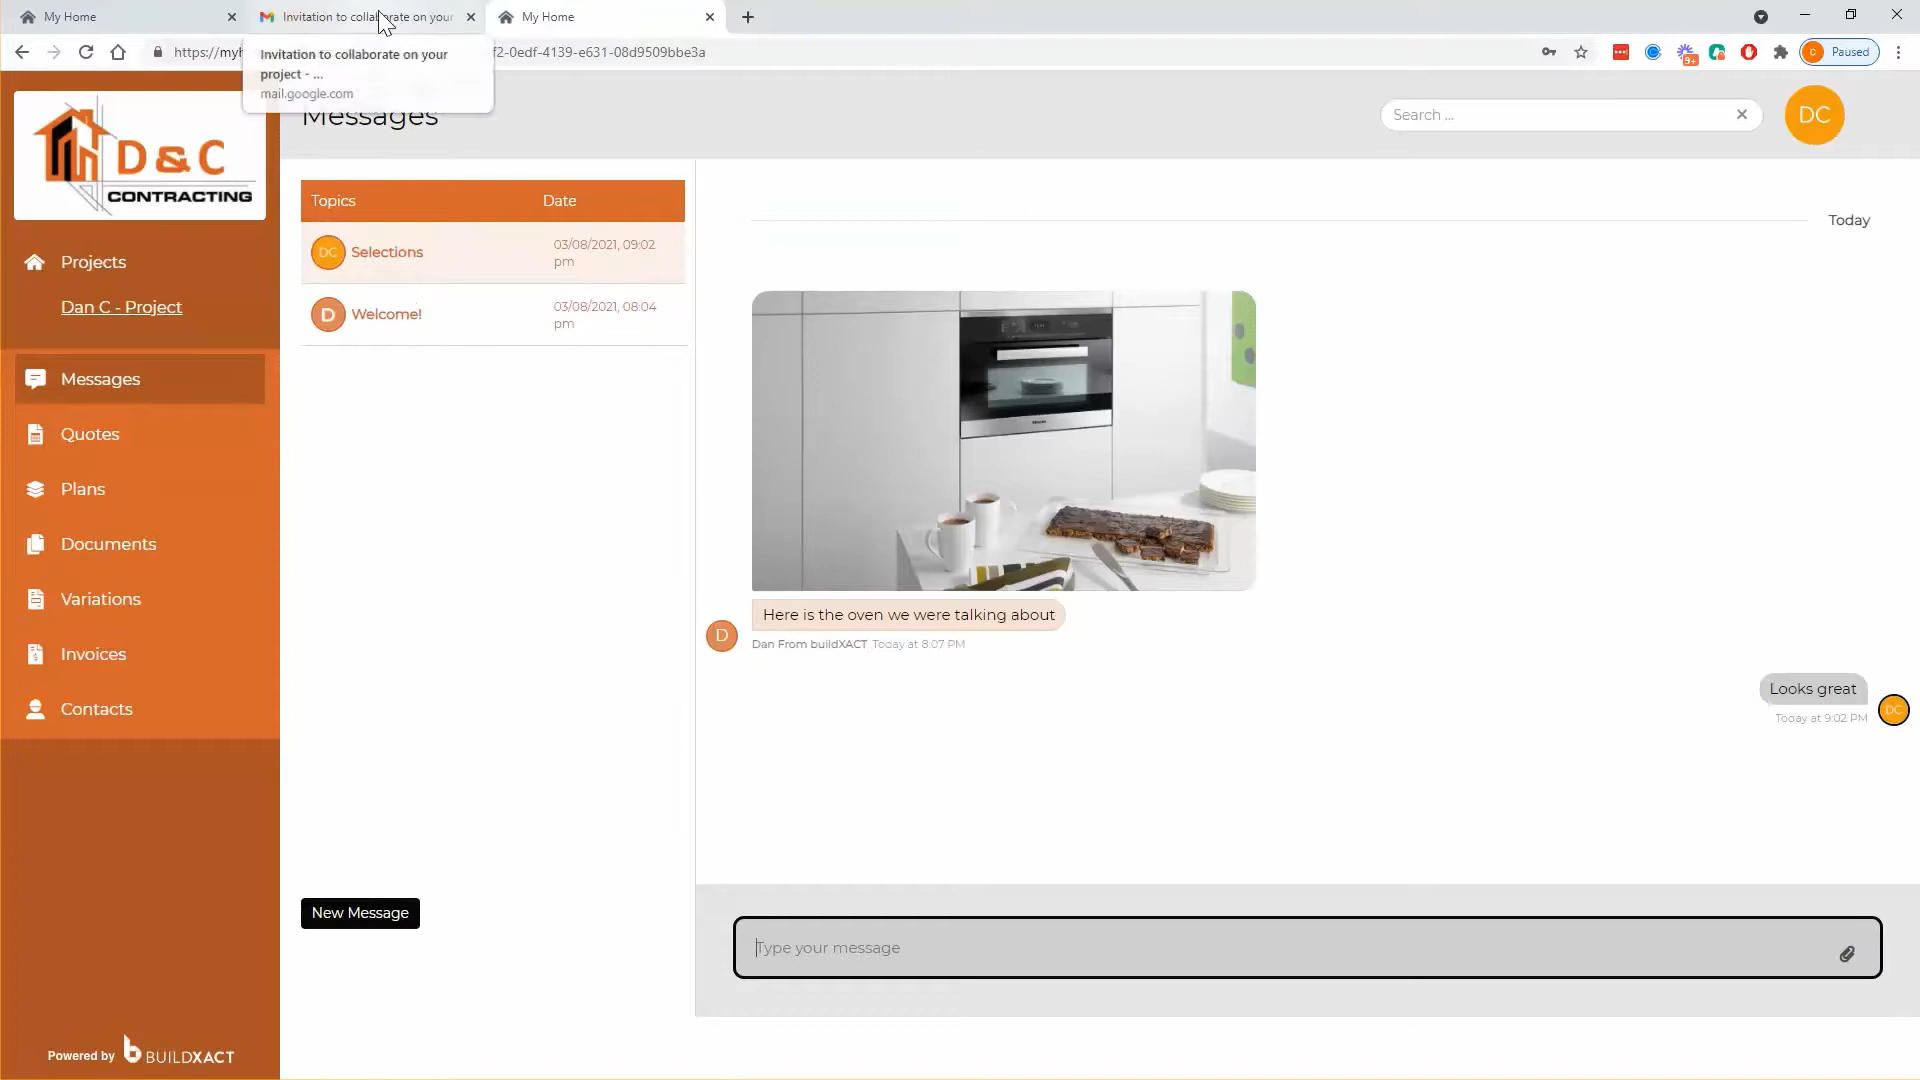 My Home
Invitation to collaborate on your
My Home
https://myh
f2-0edf-4139-e631-08d9509bbe3a
9+
C
Paused
Invitation to collaborate on your
project - ...
mail.google.com
Messages
Search ...
DC
D & C
CONTRACTING
Projects
Dan C - Project
Messages
Quotes
Plans
Documents
Variations
Invoices
Contacts
Powered by BUILDXACT
Topics Date
DC Selections 03/08/2021, 09:02
pm
D Welcome! 03/08/2021, 08:04
pm
New Message
Today
Here is the oven we were talking about
D
Dan From buildXACT Today at 8:07 PM
Looks great
DC
Today at 9:02 PM
Type your message